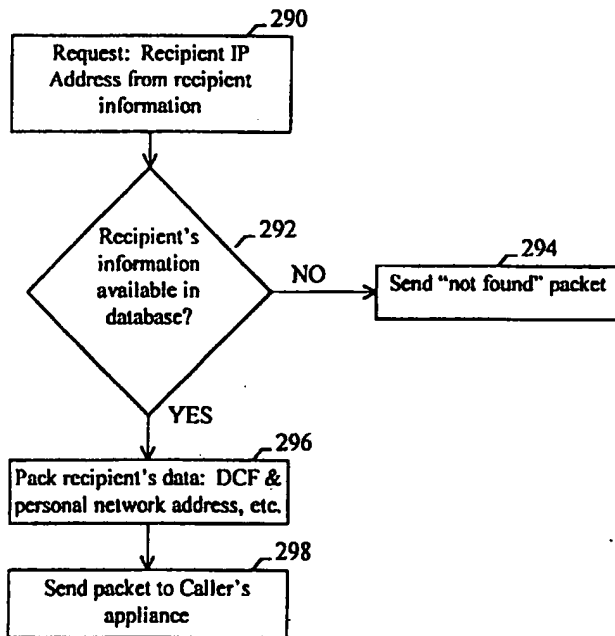 290
Request: Recipient IP
Address from recipient
information
292
Recipient's
information
available in
database?
NO
294
Send "not found" packet
YES
296
Pack recipient's data: DCF &
personal network address, etc.
298
Send packet to Caller's
appliance